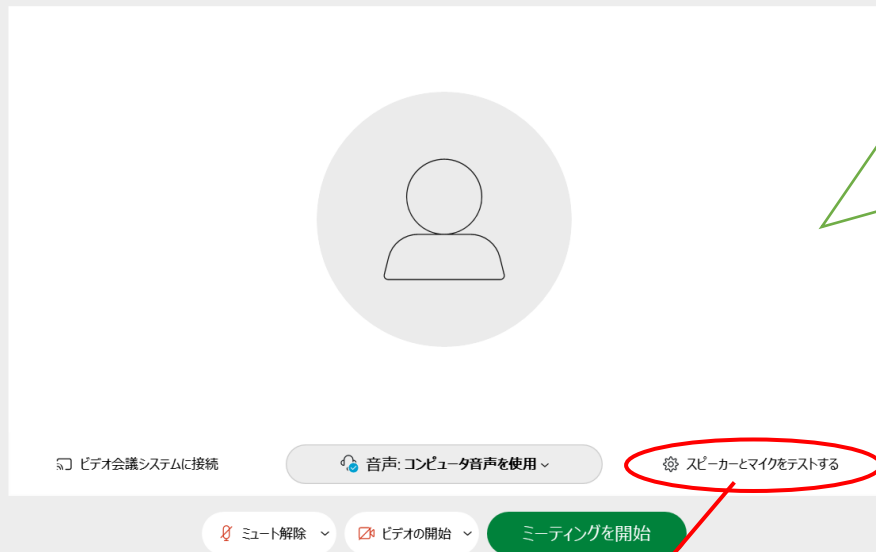 ビデオ会議システムに接続
音声: コンピュータ音声を使用
スピーカーとマイクをテストする
ミュート解除
ビデオの開始
ミーティングを開始